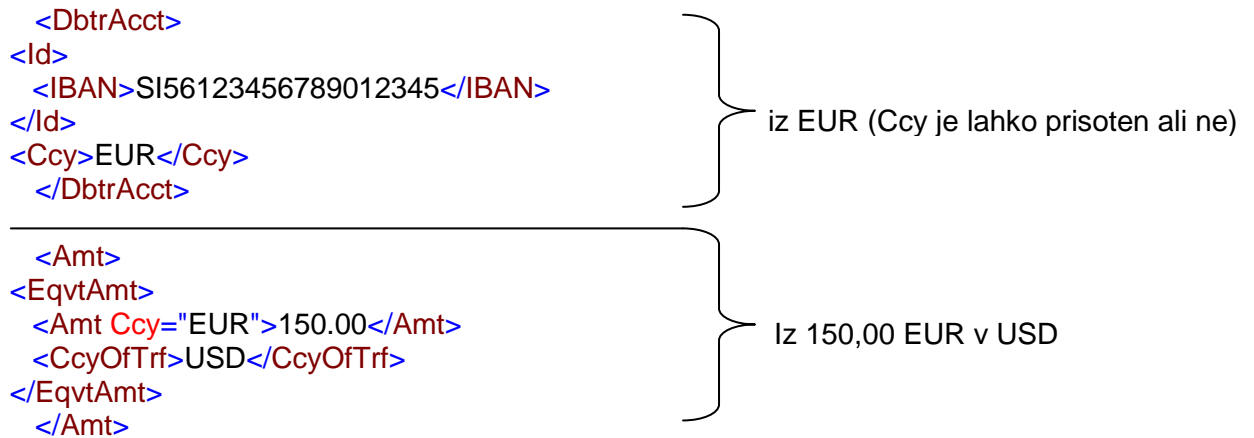 <DbtrAcct>
<Id>
<IBAN>SI56123456789012345</IBAN>
</Id>
iz EUR (Ccy je lahko prisoten ali ne)
<Ccy>EUR</Ccy>
</DbtrAcct>
<Amt>
<EqvtAmt>
<Amt Ccy="EUR">150.00</Amt>
Iz 150,00 EUR v USD
<CcyOfTrf>USD</CcyOfTrf>
</EqvtAmt>
</Amt>